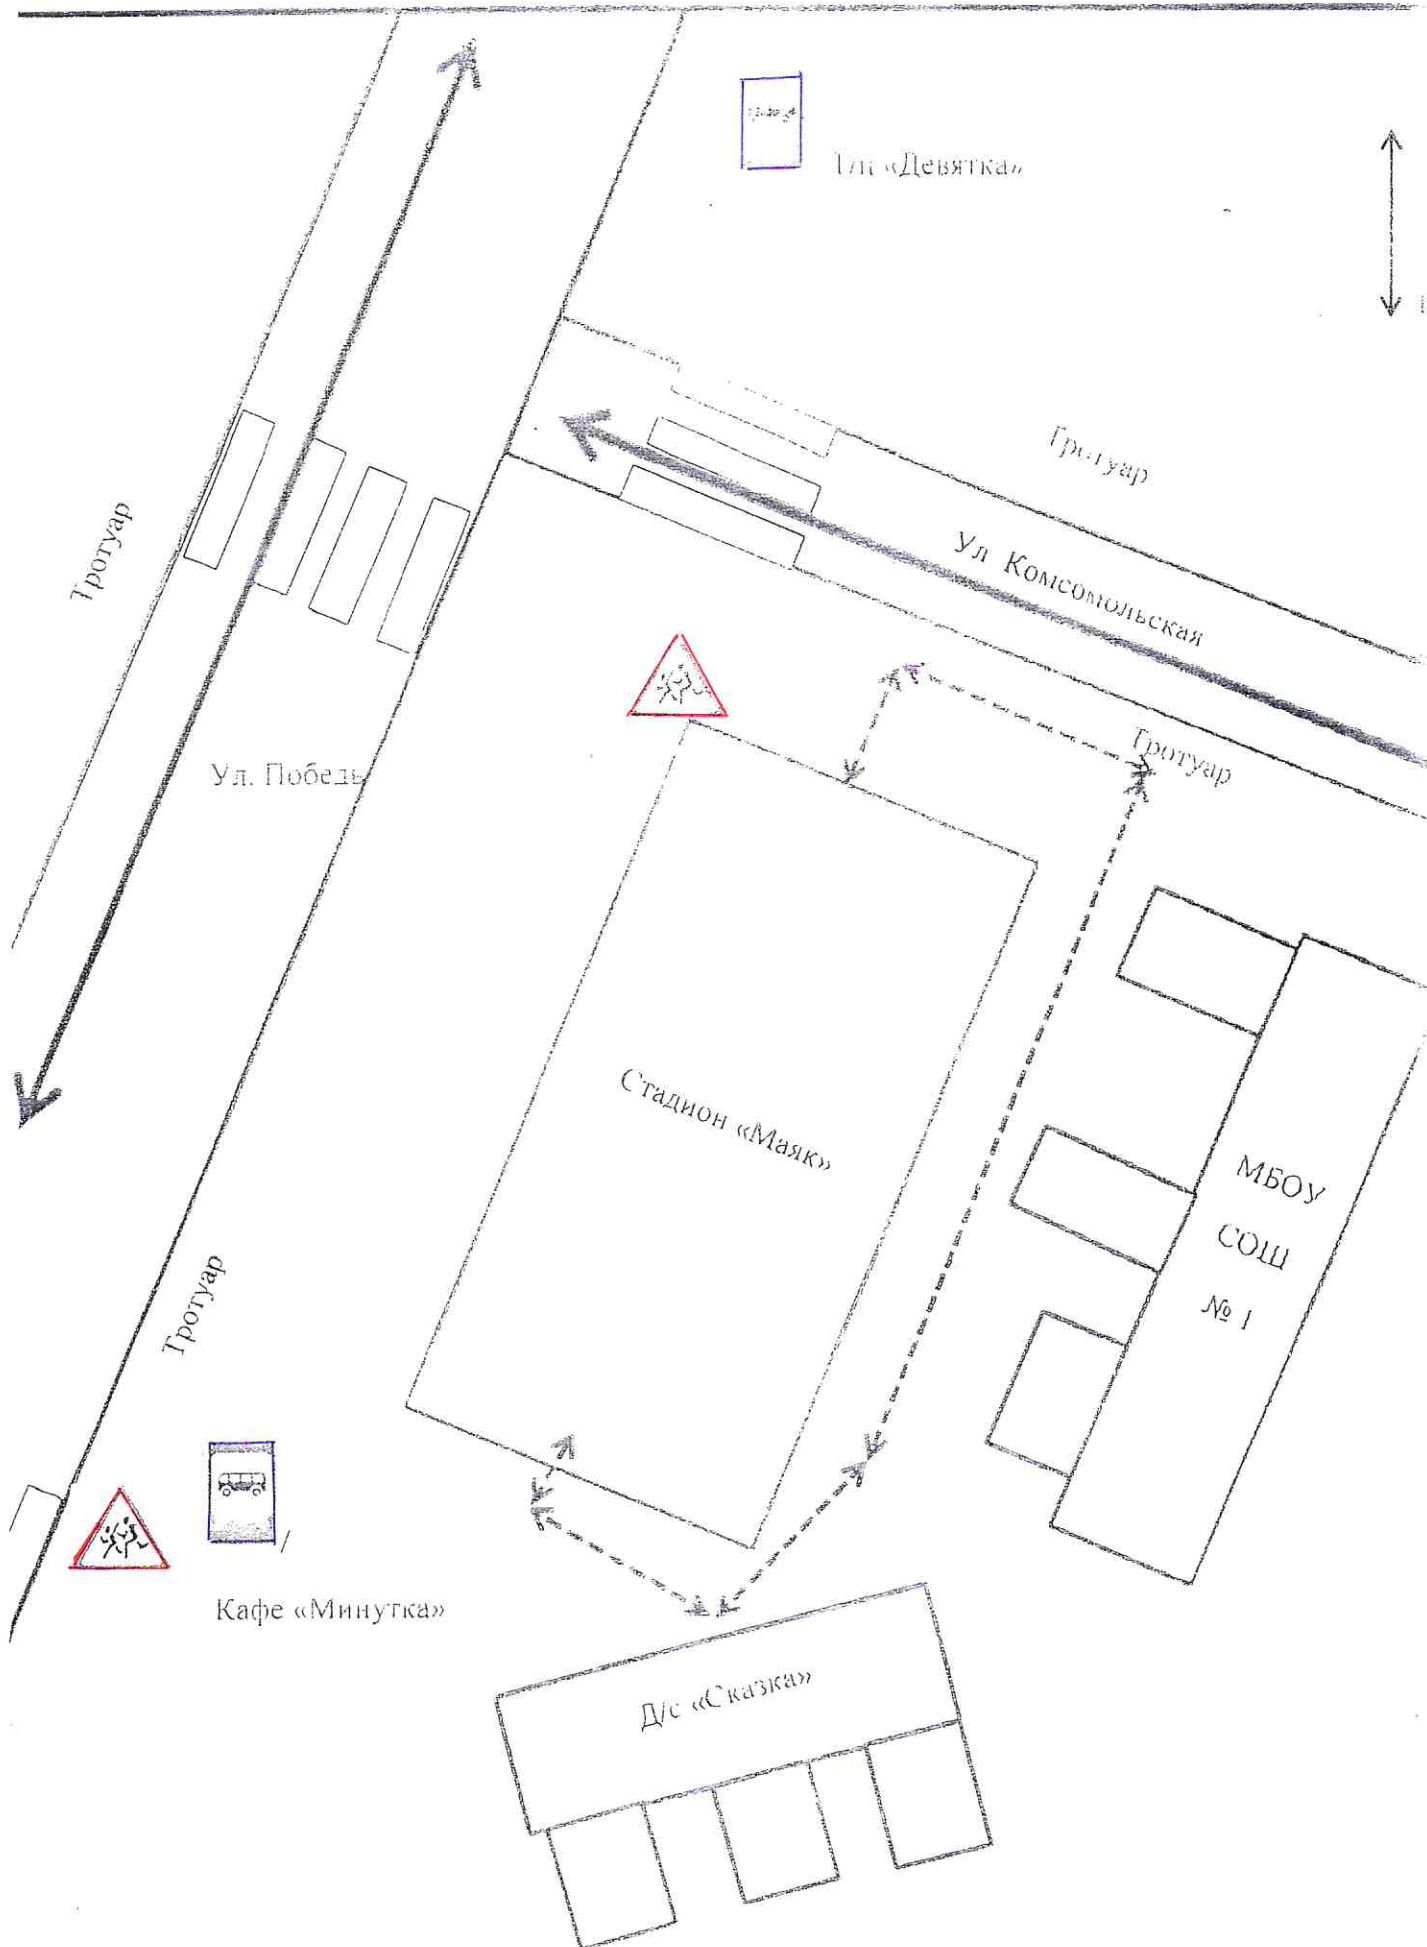 Т/п «Девятка»
Тротуар
Тротуар
Ул Комсомольская
Тротуар
Ул. Победы
Стадион «Маяк»
МБОУ
СОШ
№ 1
Тротуар
Кафе «Минутка»
Д/с «Сказка»